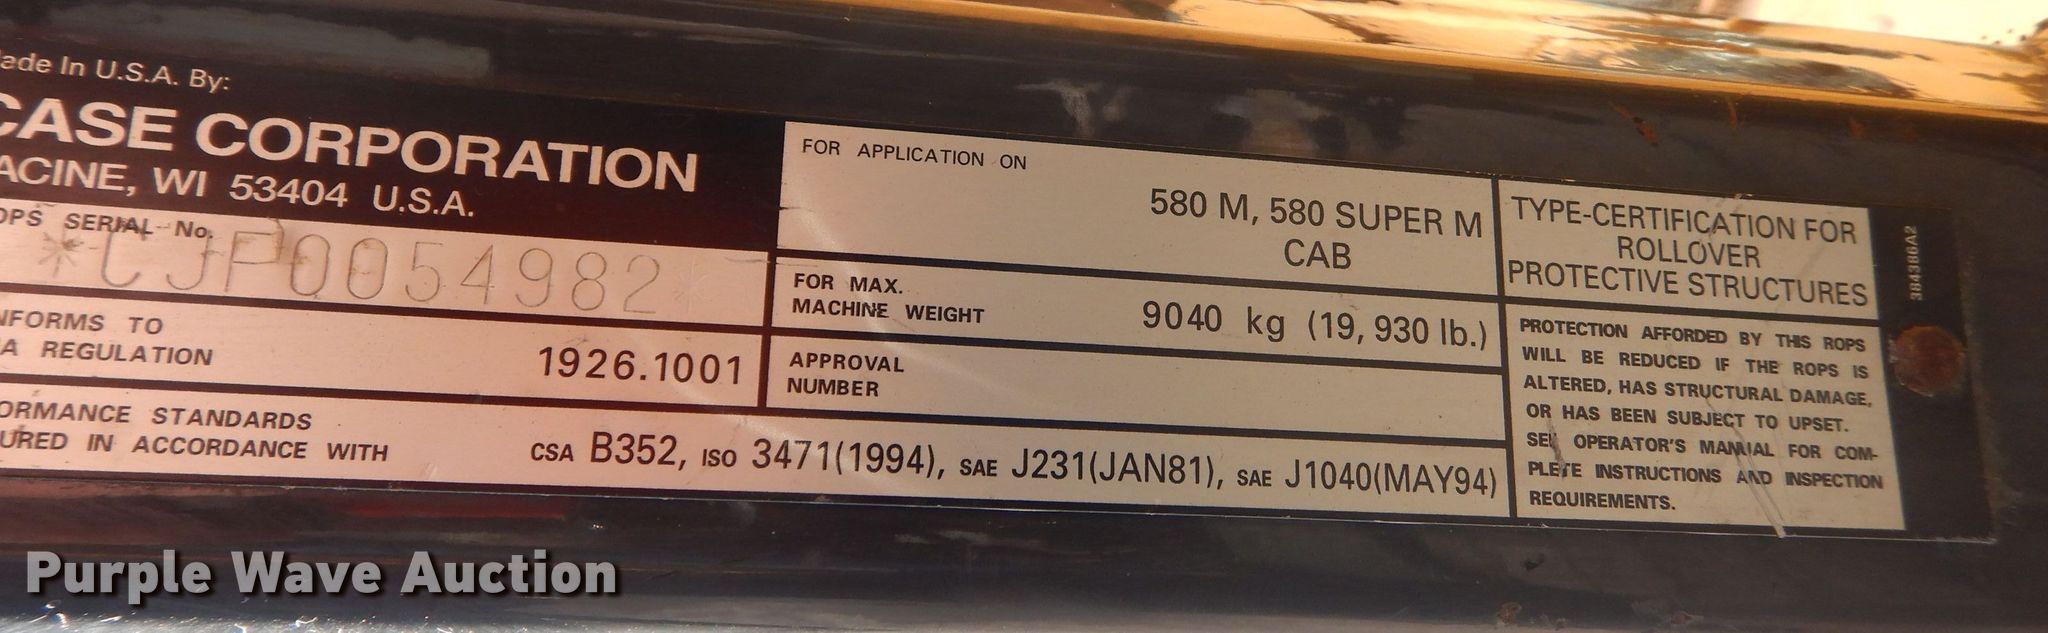 ade In U.S.A. By:
CASE CORPORATION
ACINE, WI 53404 U.S.A.
OPS SERIAL No.
*CJP0054982*
NFORMS TO
A REGULATION
1926.1001
ORMANCE STANDARDS
URED IN ACCORDANCE WITH
CSA B352, ISO 3471(1994), SAE J231(JAN81), SAE J1040(MAY94)
FOR APPLICATION ON
580 M, 580 SUPER M
CAB
FOR MAX.
MACHINE WEIGHT
9040 kg (19, 930 lb.)
APPROVAL
NUMBER
TYPE-CERTIFICATION FOR
ROLLOVER
PROTECTIVE STRUCTURES
PROTECTION AFFORDED BY THIS ROPS
WILL BE REDUCED IF THE ROPS IS
ALTERED, HAS STRUCTURAL DAMAGE,
OR HAS BEEN SUBJECT TO UPSET.
SEE OPERATOR'S MANUAL FOR COM-
PLETE INSTRUCTIONS AND INSPECTION
REQUIREMENTS.
384386A2
Purple Wave Auction